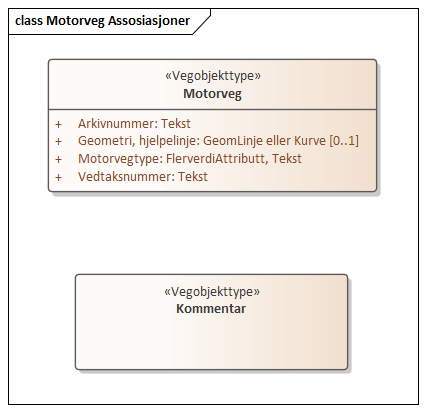 class Motorveg Assosiasjoner
«Vegobjekttype»
Motorveg
+ Arkivnummer: Tekst
+ Geometri, hjelpelinje: GeomLinje eller Kurve [0..1]
+ Motorvegtype: FlerverdiAttributt, Tekst
+ Vedtaksnummer: Tekst
«Vegobjekttype»
Kommentar